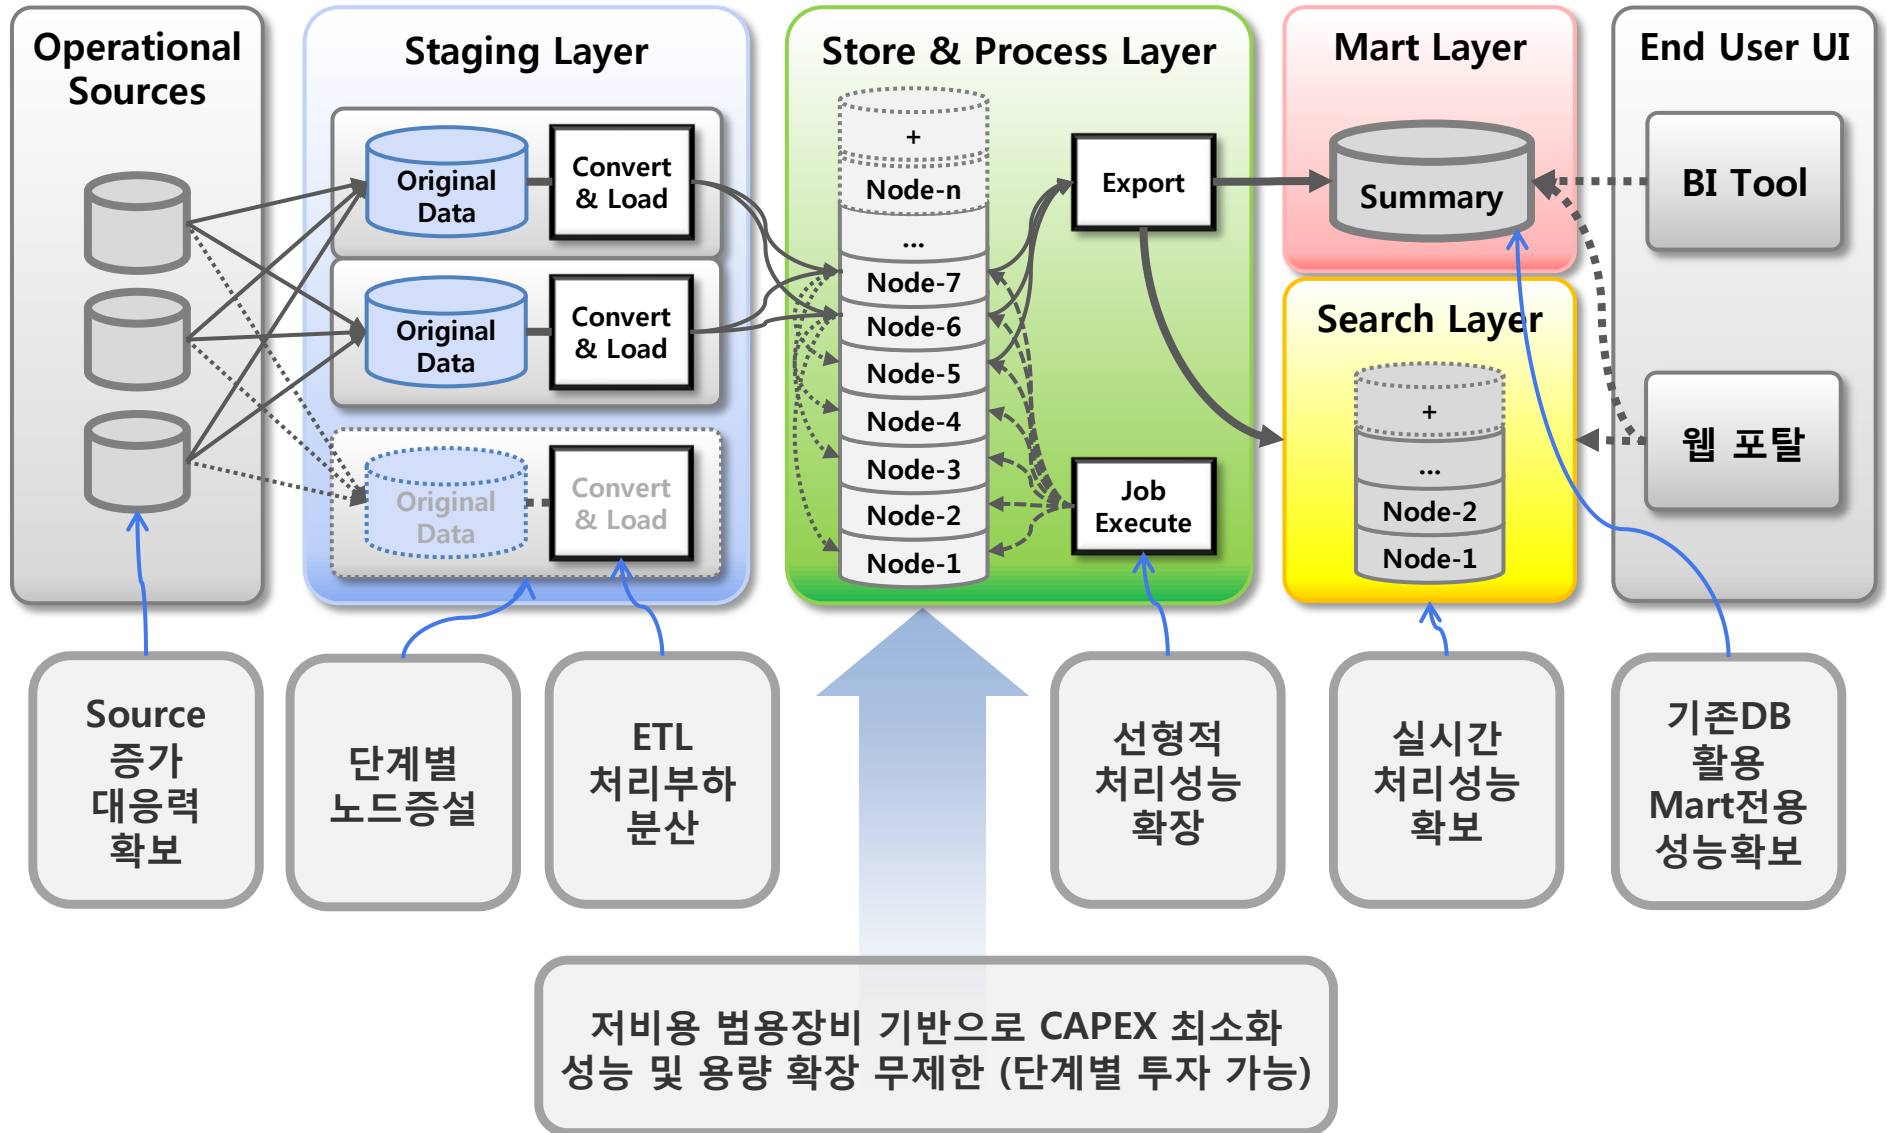 Operational
Sources
Staging Layer
Original
Data
Convert
& Load
Original
Data
Convert
& Load
Original
Data
Convert
& Load
Store & Process Layer
+
Node-n
...
Node-7
Node-6
Node-5
Node-4
Node-3
Node-2
Node-1
Export
Job
Execute
Mart Layer
Summary
Search Layer
+
...
Node-2
Node-1
End User UI
BI Tool
웹 포탈
Source
증가
대응력
확보
단계별
노드증설
ETL
처리부하
분산
선형적
처리성능
확장
실시간
처리성능
확보
기존DB
활용
Mart전용
성능확보
저비용 범용장비 기반으로 CAPEX 최소화
성능 및 용량 확장 무제한 (단계별 투자 가능)